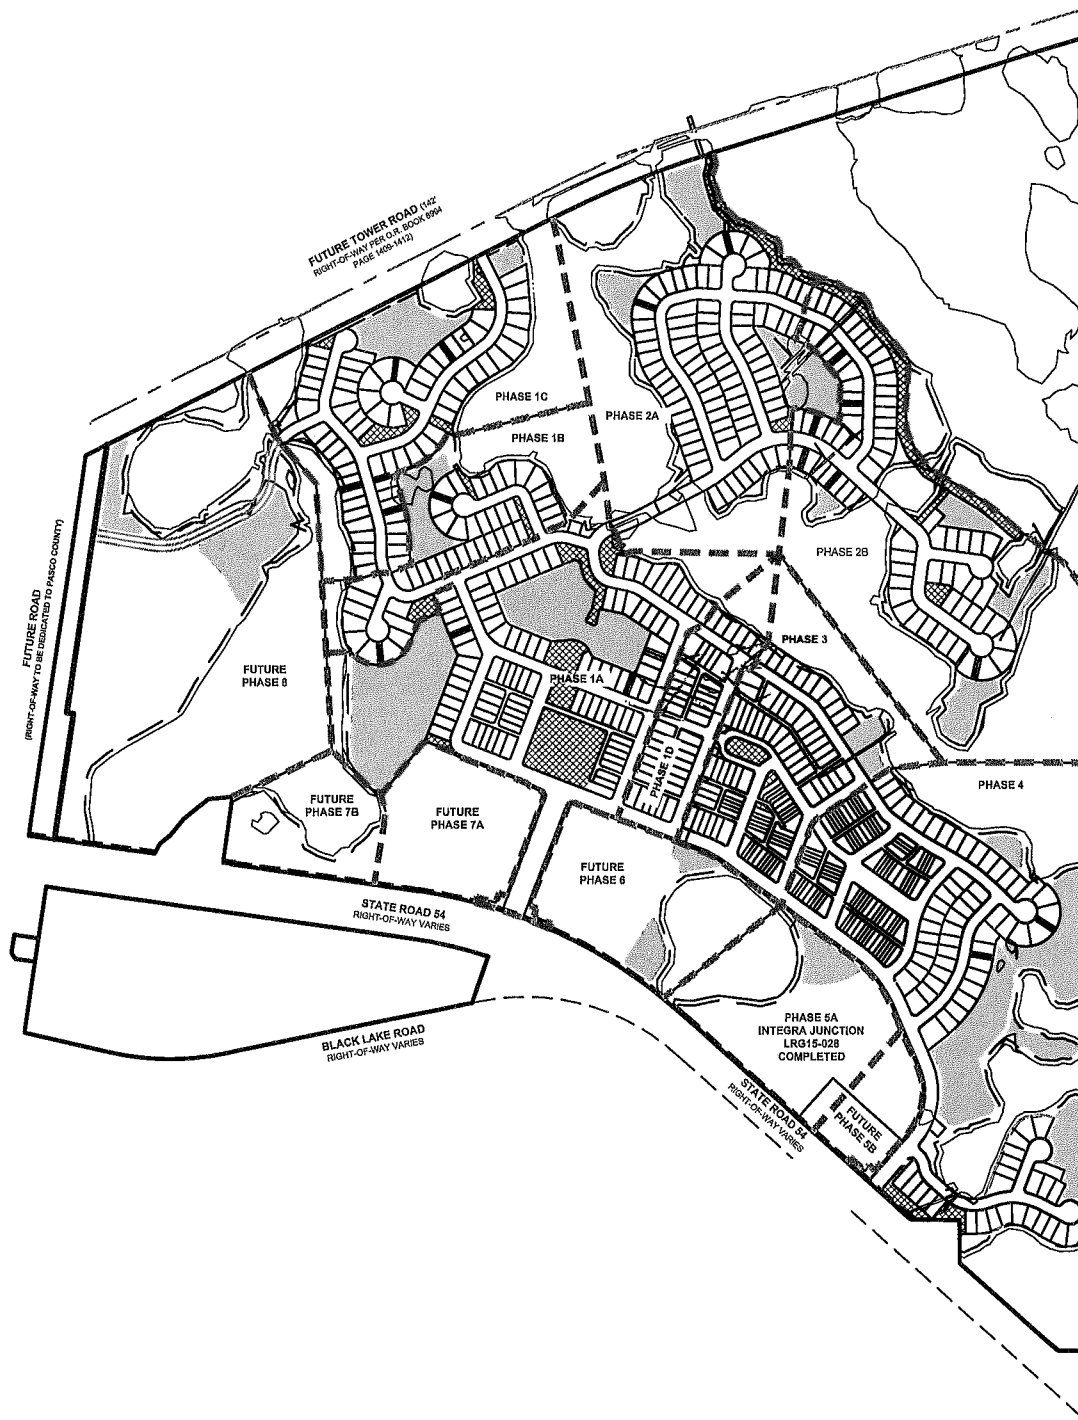 FUTURE TOWER ROAD (142'
RIGHT-OF-WAY PER O.R. BOOK 8994
PAGE 1409-1412)
PHASE 1C
PHASE 2A
PHASE 1B
PHASE 2B
FUTURE ROAD
(RIGHT-OF-WAY TO BE DEDICATED TO PASCO COUNTY)
PHASE 3
FUTURE
PHASE 8
PHASE 1A
PHASE 1D
PHASE 4
FUTURE
PHASE 7B
FUTURE
PHASE 7A
FUTURE
PHASE 6
STATE ROAD 54
RIGHT-OF-WAY VARIES
PHASE 5A
INTEGRA JUNCTION
LRG15-028
COMPLETED
BLACK LAKE ROAD
RIGHT-OF-WAY VARIES
STATE ROAD 54
RIGHT-OF-WAY VARIES
FUTURE
PHASE 5B